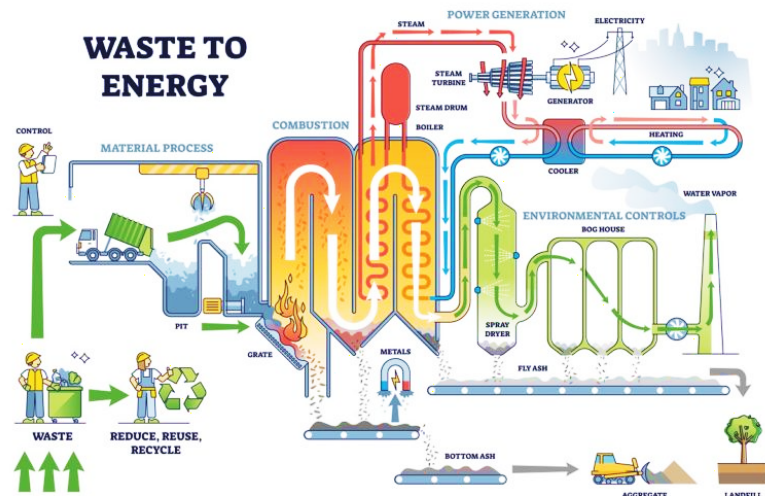 WASTE TO
ENERGY
POWER GENERATION
STEAM
ELECTRICITY
STEAM
TURBINE
GENERATOR
STEAM DRUM
BOILER
CONTROL
MATERIAL PROCESS
COMBUSTION
HEATING
COOLER
WATER VAPOR
ENVIRONMENTAL CONTROLS
BOG HOUSE
PIT
GRATE
SPRAY
DRYER
METALS
FLY ASH
WASTE
REDUCE, REUSE,
RECYCLE
BOTTOM ASH
AGGREGATE
LANDFILL